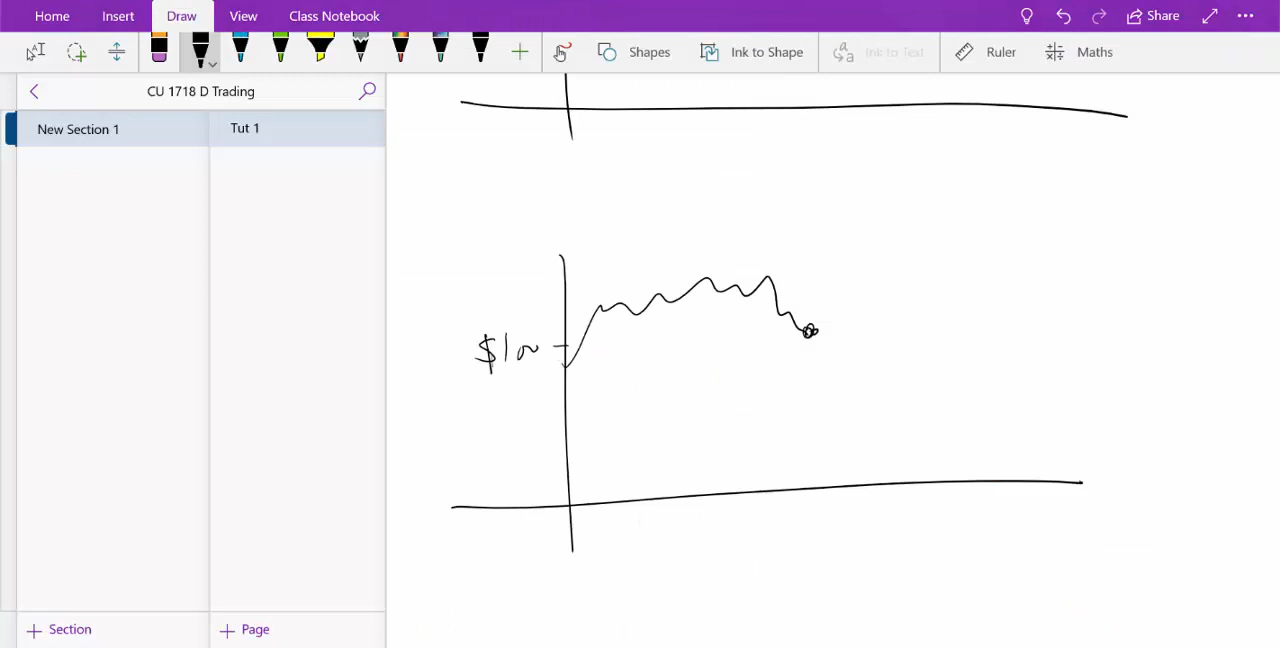 Home Insert Draw View Class Notebook Share
Shapes Ink to Shape Ink to Text Ruler Maths
CU 1718 D Trading
New Section 1 Tut 1
$100
Section Page